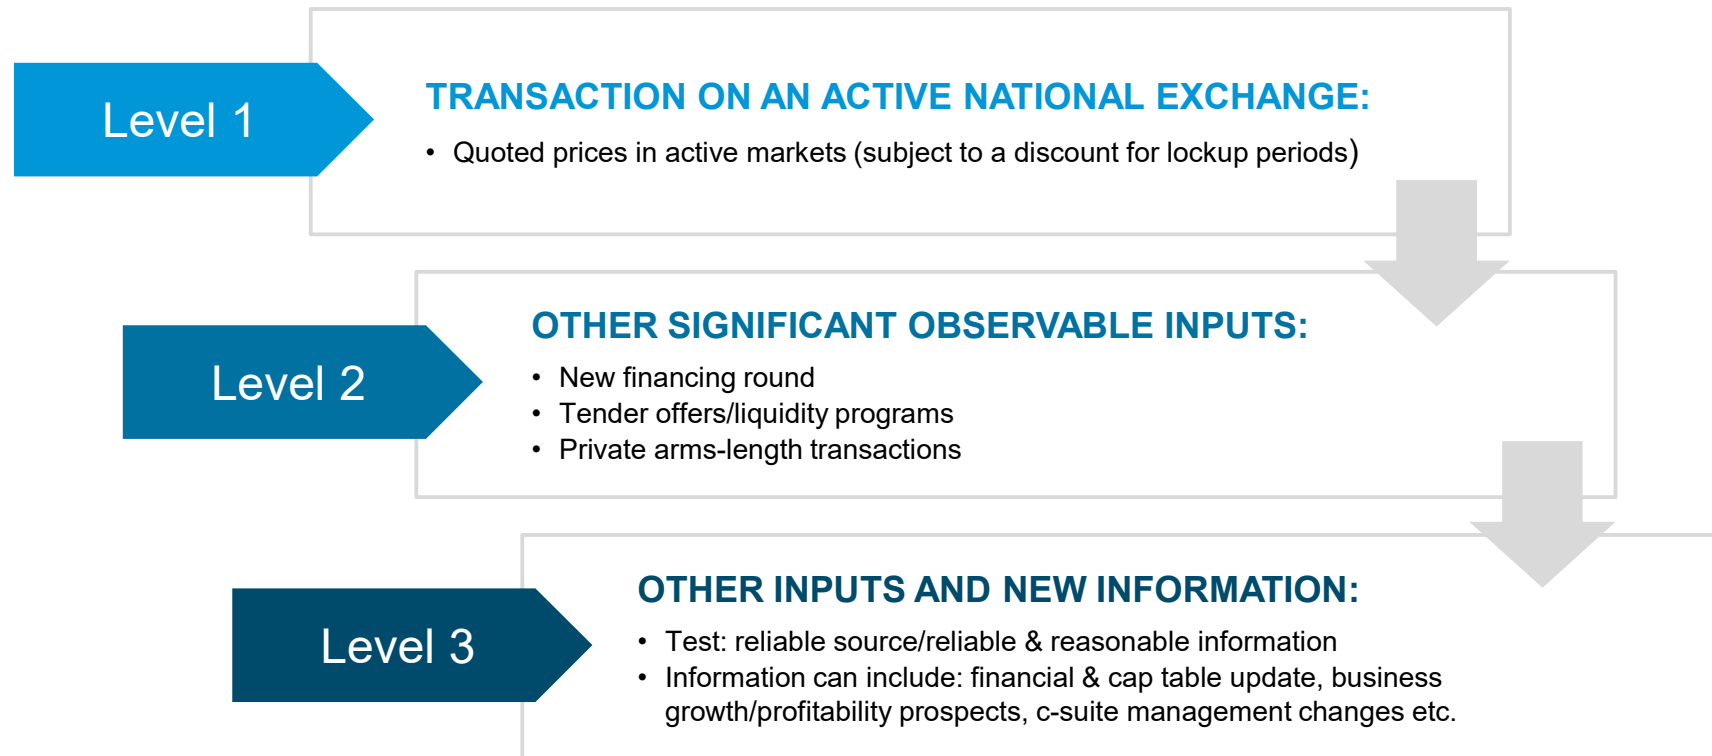 Level 1
TRANSACTION ON AN ACTIVE NATIONAL EXCHANGE:
• Quoted prices in active markets (subject to a discount for lockup periods)
Level 2
OTHER SIGNIFICANT OBSERVABLE INPUTS:
• New financing round
• Tender offers/liquidity programs
• Private arms-length transactions
Level 3
OTHER INPUTS AND NEW INFORMATION:
• Test: reliable source/reliable & reasonable information
• Information can include: financial & cap table update, business
growth/profitability prospects, c-suite management changes etc.